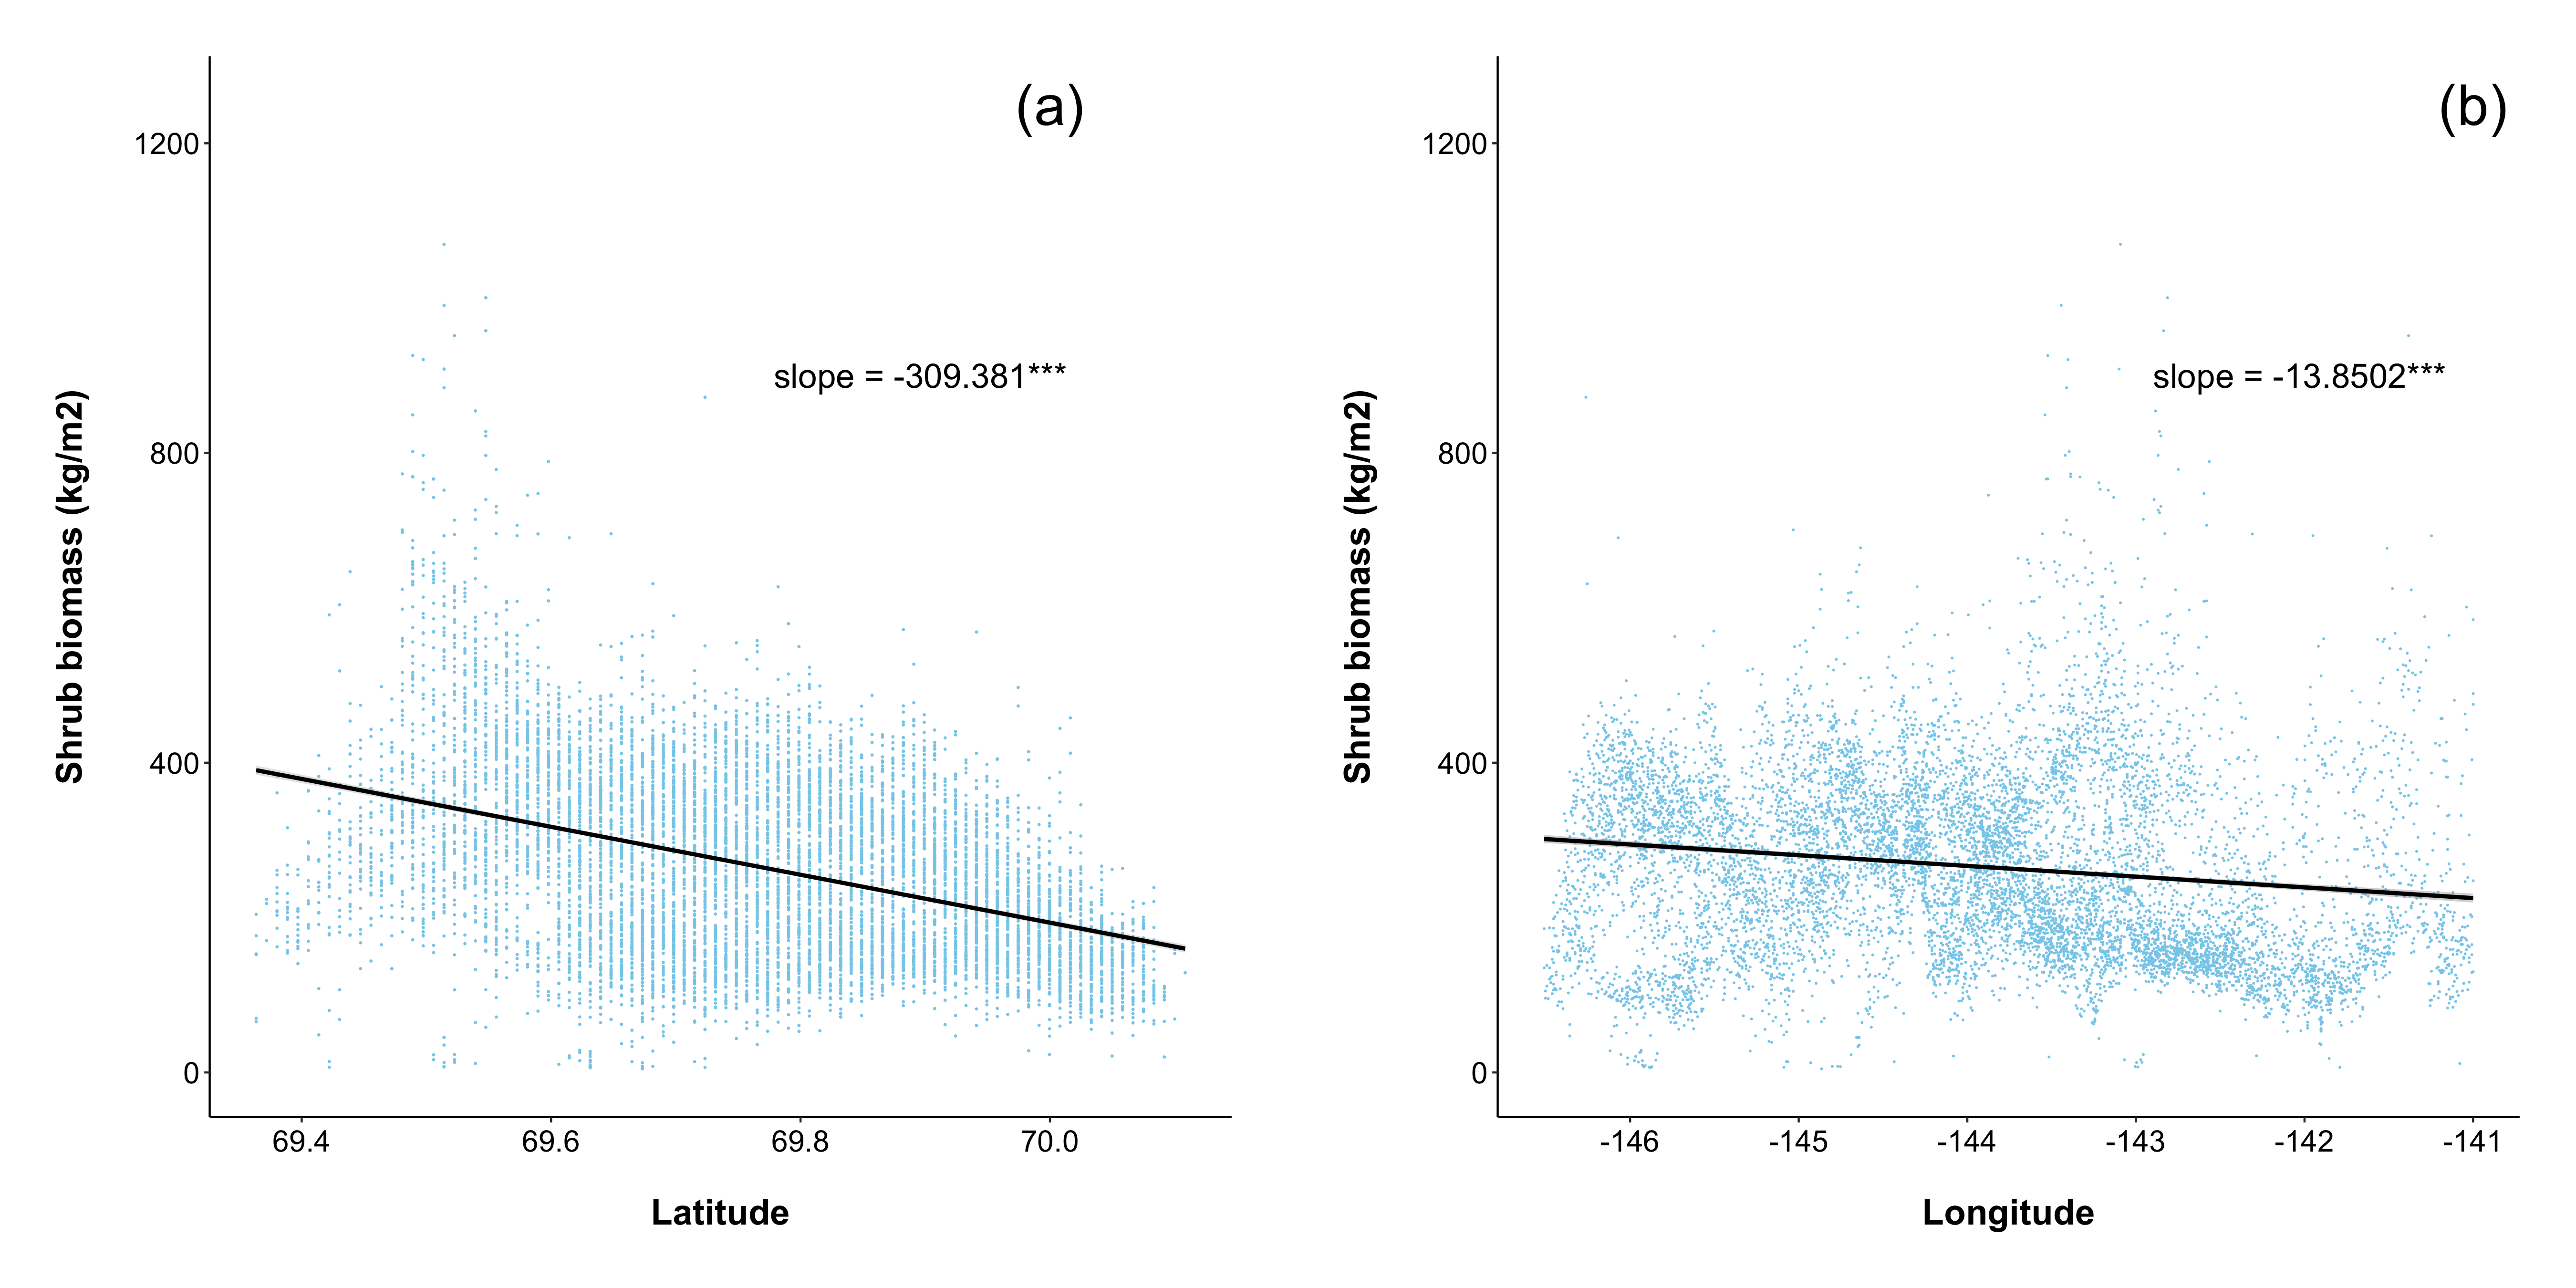 (a)
1200
800
400
0
Shrub biomass (kg/m2)
slope = -309.381***
69.4 69.6 69.8 70.0
Latitude
(b)
1200
800
400
0
Shrub biomass (kg/m2)
slope = -13.8502***
-146 -145 -144 -143 -142 -141
Longitude